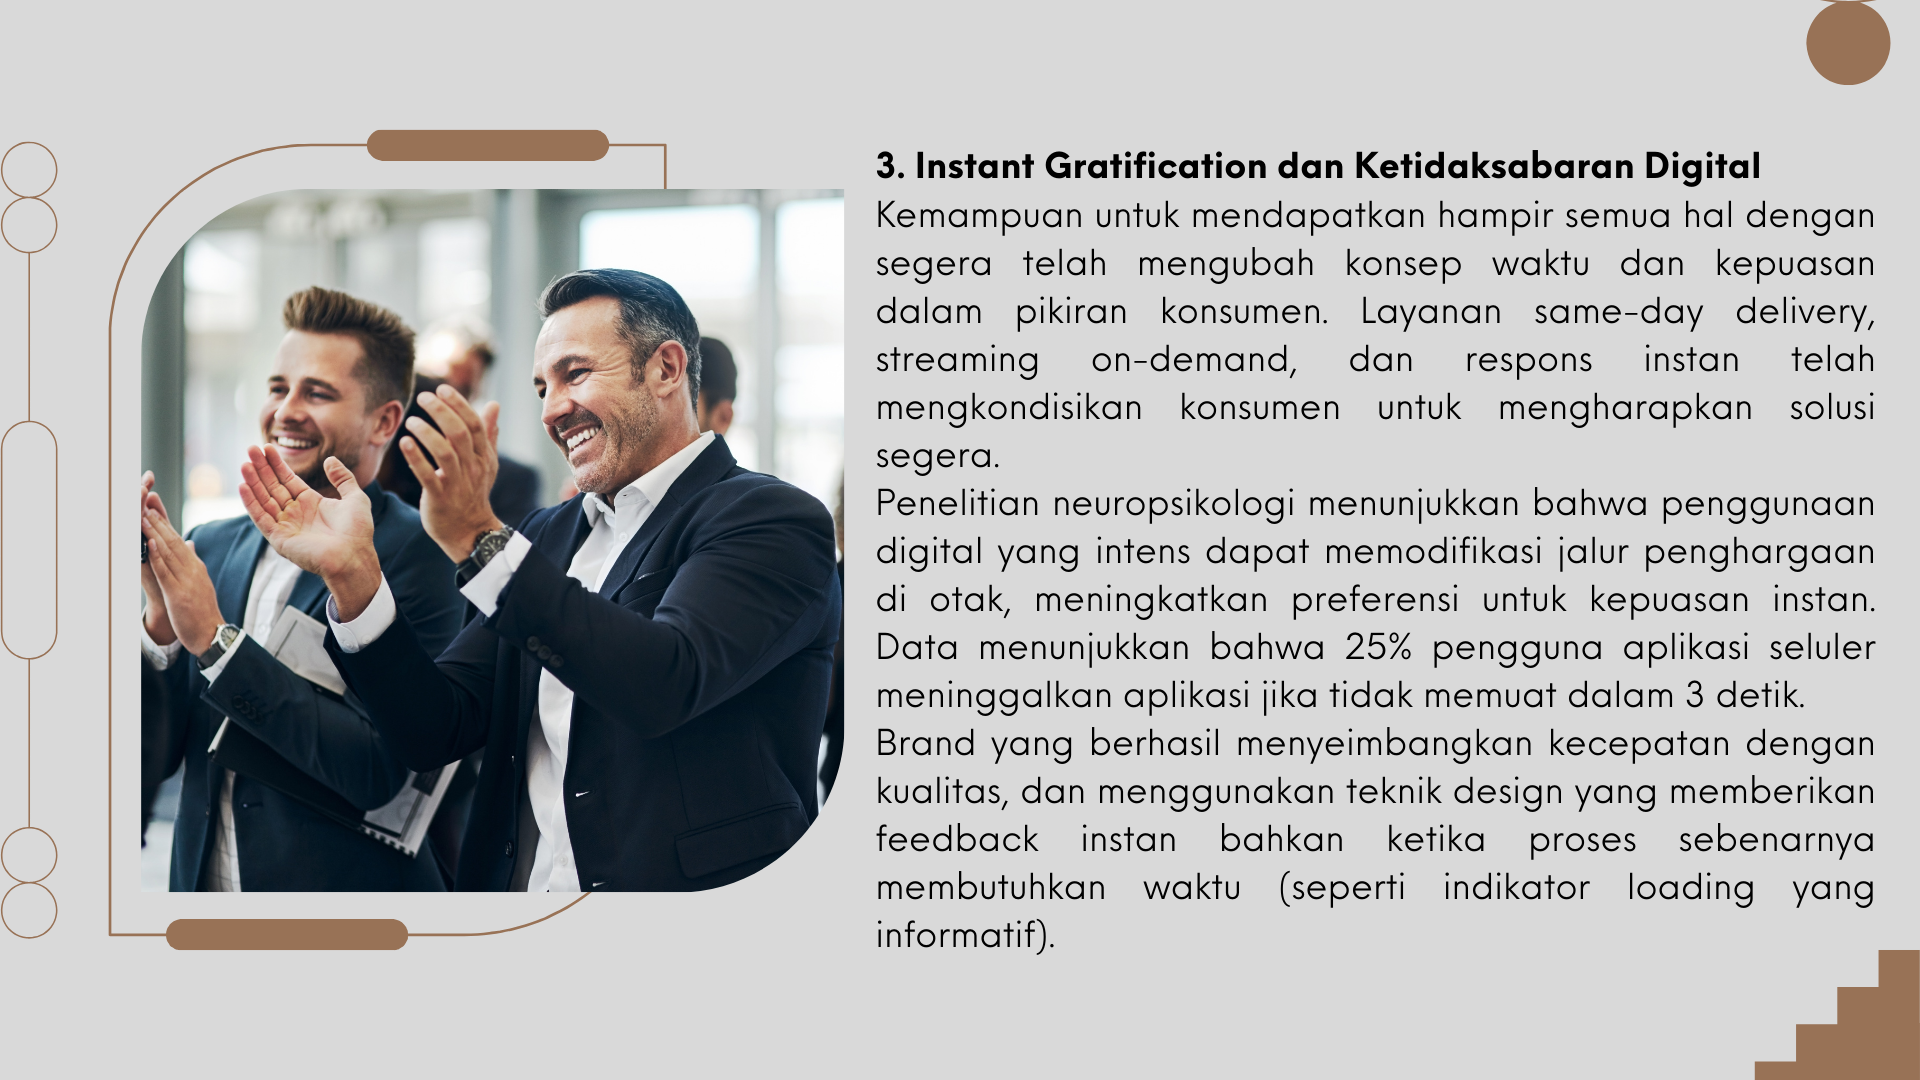 3. Instant Gratification dan Ketidaksabaran Digital
Kemampuan untuk mendapatkan hampir semua hal dengan
segera telah mengubah konsep waktu dan kepuasan
dalam pikiran konsumen. Layanan same-day delivery,
streaming on-demand, dan respons instan telah
mengkondisikan konsumen untuk mengharapkan solusi
segera.
Penelitian neuropsikologi menunjukkan bahwa penggunaan
digital yang intens dapat memodifikasi jalur penghargaan
di otak, meningkatkan preferensi untuk kepuasan instan.
Data menunjukkan bahwa 25% pengguna aplikasi seluler
meninggalkan aplikasi jika tidak memuat dalam 3 detik.
Brand yang berhasil menyeimbangkan kecepatan dengan
kualitas, dan menggunakan teknik design yang memberikan
feedback instan bahkan ketika proses sebenarnya
membutuhkan waktu (seperti indikator loading yang
informatif).